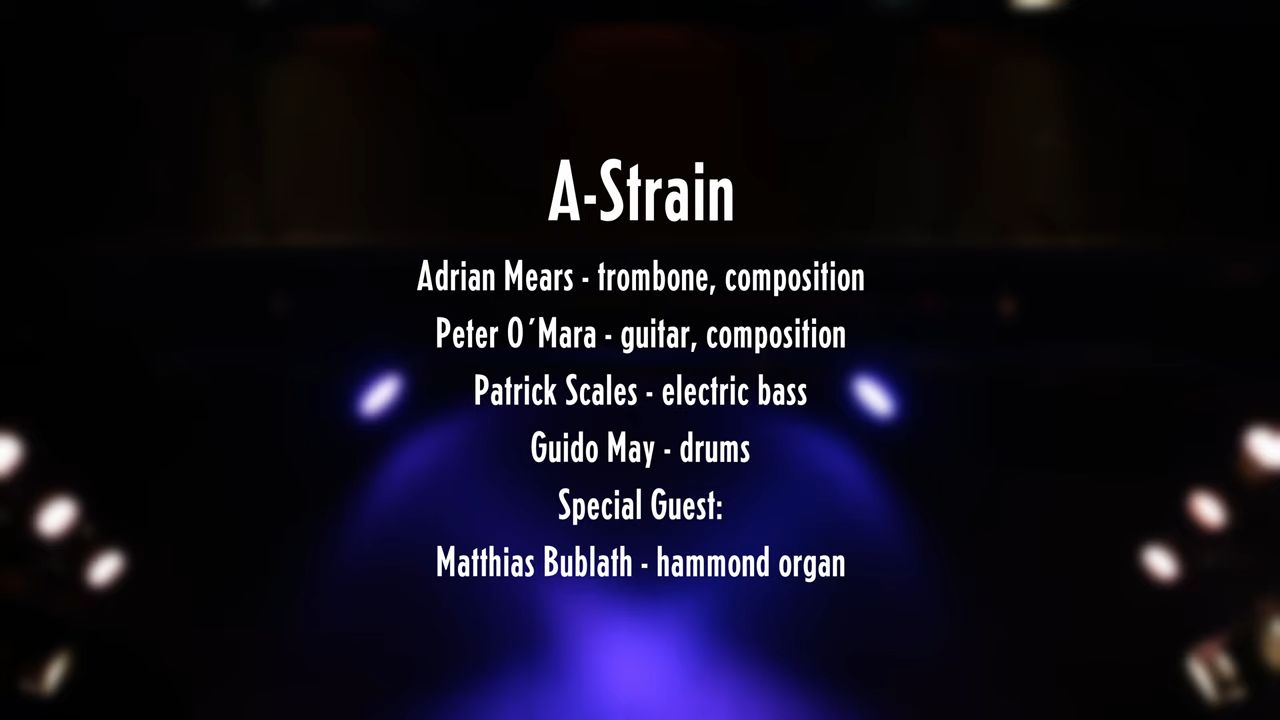 A-Strain
Adrian Mears - trombone, composition
Peter O´Mara - guitar, composition
Patrick Scales - electric bass
Guido May - drums
Special Guest:
Matthias Bublath - hammond organ